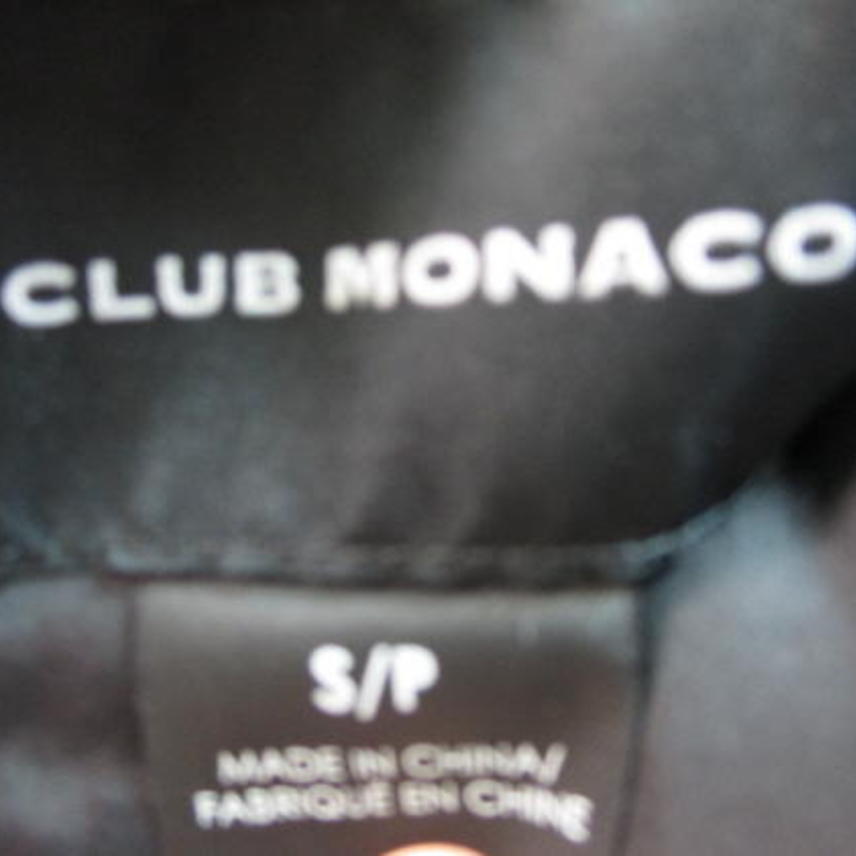 CLUB MONACO
S/P
MADE IN CHINA/
FABRIQUÉ EN CHINE